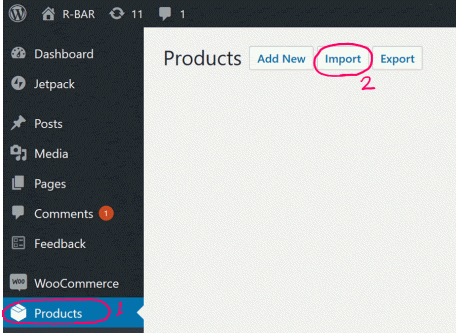 R-BAR 11 1
Dashboard
Jetpack
Posts
Media
Pages
Comments 1
Feedback
WOO WooCommerce
Products 1
Products Add New Import Export
2